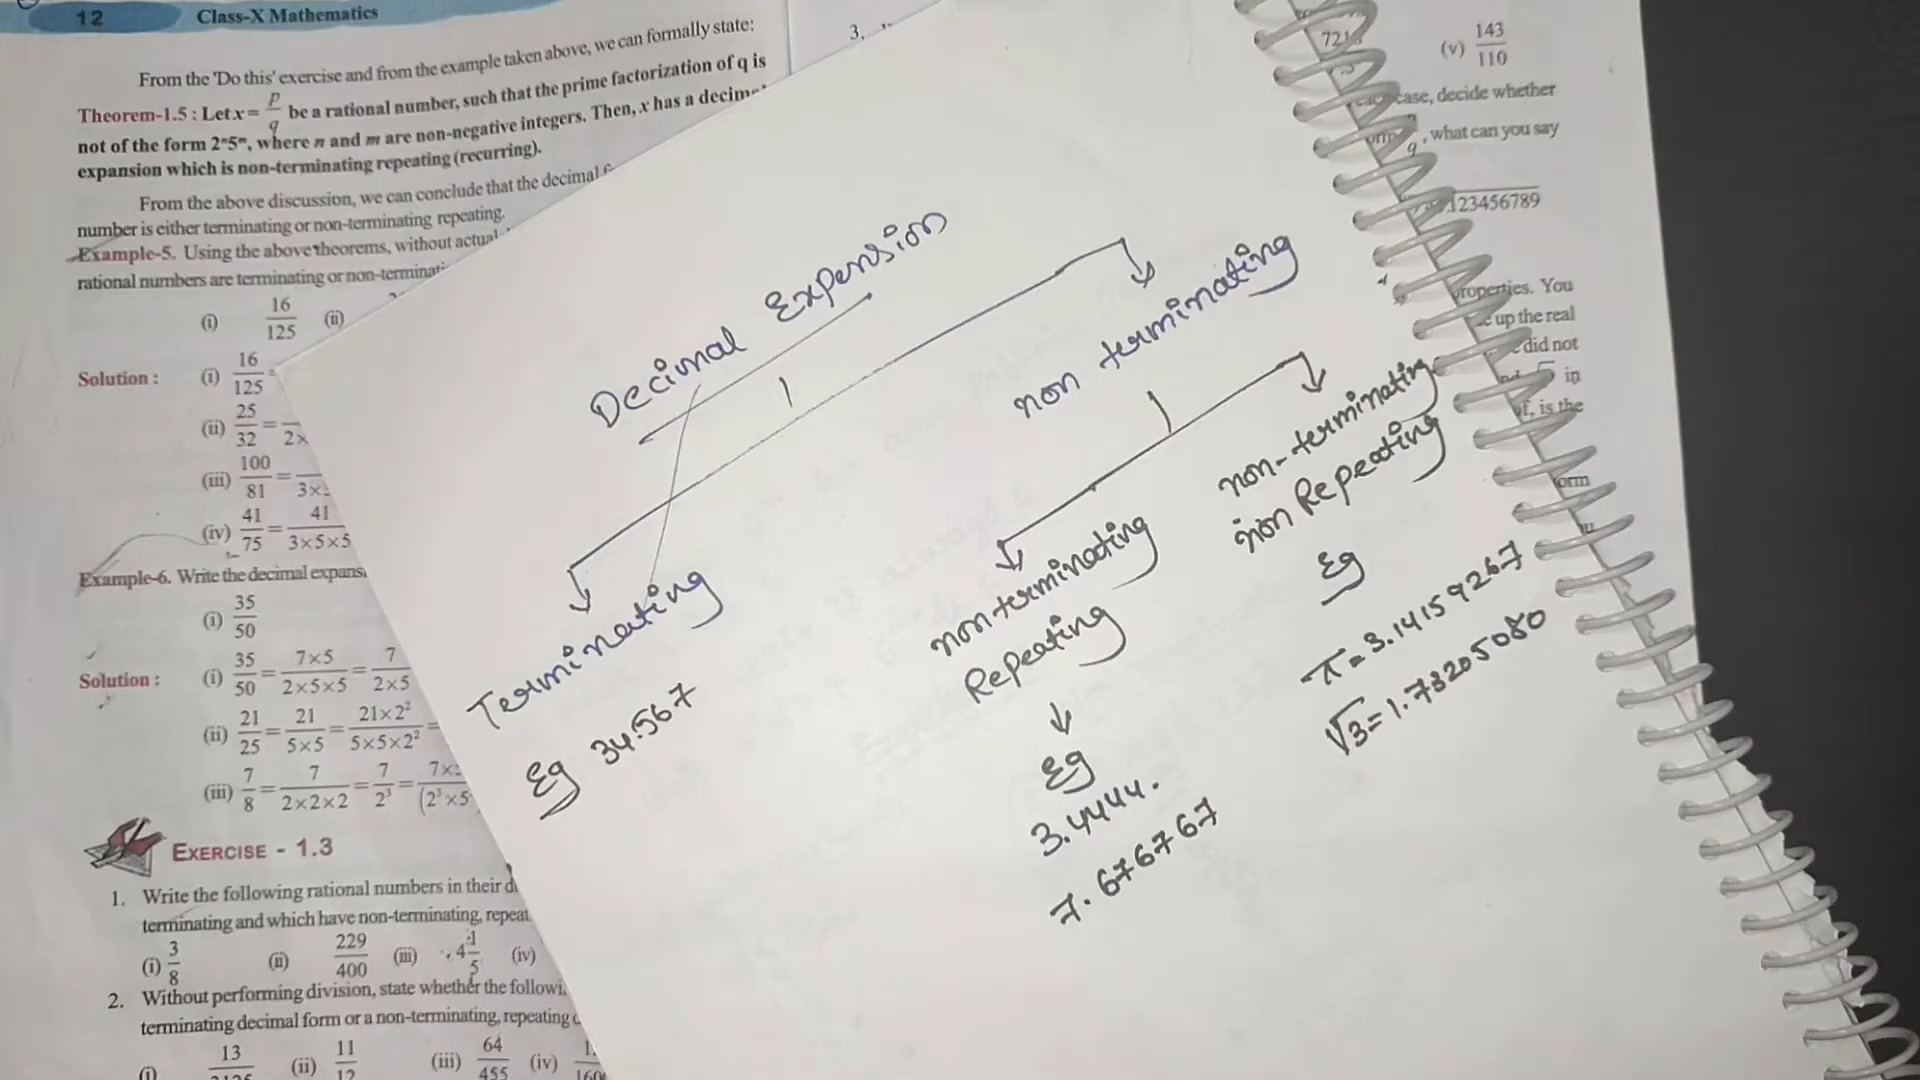 12 Class-X Mathematics
From the 'Do this' exercise and from the example taken above, we can formally state:
Theorem-1.5 : Let x = p/q be a rational number, such that the prime factorization of q is
not of the form 2ⁿ5ᵐ, where n and m are non-negative integers. Then, x has a
expansion which is non-terminating repeating (recurring).
From the above discussion, we can conclude that the decimal
number is either terminating or non-terminating repeating.
Example-5. Using the above theorems, without actual
rational numbers are terminating or
(i) 16/125 (ii)
Solution : (i) 16/125 =
(ii) 25/32 =
(iii) 100/81 =
(iv) 41/75 = 41/3×5×5
Example-6. Write the decimal
(i) 35/50
Solution : (i) 35/50 = 7×5/2×5×5 = 7/2×5
(ii) 21/25 = 21/5×5 = 21×2²/5×5×2² =
(iii) 7/8 = 7/2×2×2 = 7/2³ =
EXERCISE - 1.3
1. Write the following rational numbers in their
terminating and which have non-terminating,
(i) 3/8 (ii) 229/400 (iii) 4 1/5 (iv)
2. Without performing division, state whether the
terminating decimal form or a non-terminating, repeating
(i) (ii) 11/12 (iii) 64/455 (iv)
3.
Decimal Expension
Terminating
Eg 34.567
non terminating
non terminating
Repeating
Eg
3.4444.
7.676767
non-terminating
non Repeating
Eg
π = 3.14159267
√3 = 1.73205080
(v) 143/110
case, decide whether
, what can you say
123456789
properties. You
up the real
did not
in
is the